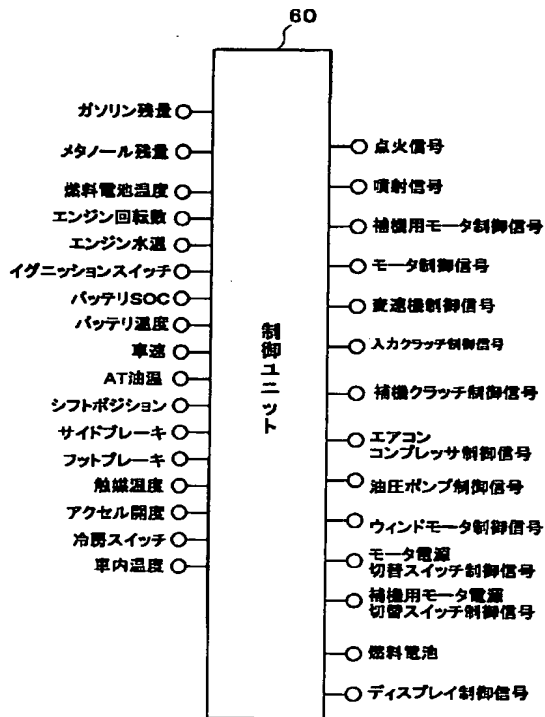 60
ガソリン残量
メタノール残量
燃料電池温度
エンジン回転数
エンジン水温
イグニッションスイッチ
バッテリSOC
バッテリ温度
車速
AT油温
シフトポジション
サイドブレーキ
フットブレーキ
触媒温度
アクセル開度
冷房スイッチ
車内温度
制御ユニット
点火信号
噴射信号
補機用モータ制御信号
モータ制御信号
変速機制御信号
入力クラッチ制御信号
補機クラッチ制御信号
エアコン
コンプレッサ制御信号
油圧ポンプ制御信号
ウィンドモータ制御信号
モータ電源
切替スイッチ制御信号
補機用モータ電源
切替スイッチ制御信号
燃料電池
ディスプレイ制御信号